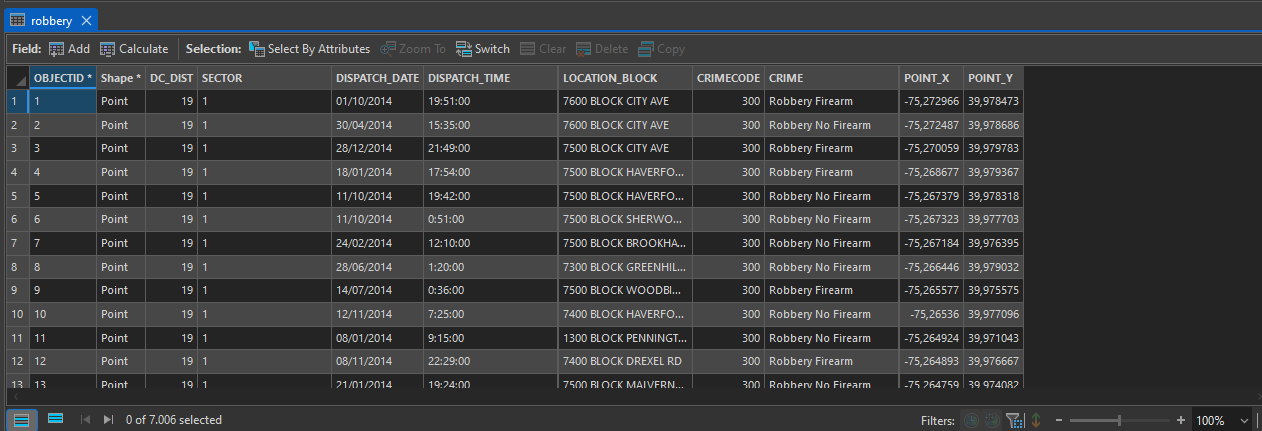 robbery
Field: Add Calculate Selection: Select By Attributes Zoom To Switch Clear Delete Copy
OBJECTID * Shape * DC_DIST SECTOR DISPATCH_DATE DISPATCH_TIME LOCATION_BLOCK CRIMECODE CRIME POINT_X POINT_Y
1 1 Point 19 1 01/10/2014 19:51:00 7600 BLOCK CITY AVE 300 Robbery Firearm -75,272966 39,978473
2 2 Point 19 1 30/04/2014 15:35:00 7600 BLOCK CITY AVE 300 Robbery No Firearm -75,272487 39,978686
3 3 Point 19 1 28/12/2014 21:49:00 7500 BLOCK CITY AVE 300 Robbery Firearm -75,270059 39,979783
4 4 Point 19 1 18/01/2014 17:54:00 7500 BLOCK HAVERFO... 300 Robbery Firearm -75,268677 39,979367
5 5 Point 19 1 11/10/2014 19:42:00 7500 BLOCK HAVERFO... 300 Robbery No Firearm -75,267379 39,978318
6 6 Point 19 1 11/10/2014 0:51:00 7500 BLOCK SHERWO... 300 Robbery No Firearm -75,267323 39,977703
7 7 Point 19 1 24/02/2014 12:10:00 7500 BLOCK BROOKHA... 300 Robbery No Firearm -75,267184 39,976395
8 8 Point 19 1 28/06/2014 1:20:00 7300 BLOCK GREENHIL... 300 Robbery No Firearm -75,266446 39,979032
9 9 Point 19 1 14/07/2014 0:36:00 7500 BLOCK WOODBI... 300 Robbery Firearm -75,265577 39,975575
10 10 Point 19 1 12/11/2014 7:25:00 7400 BLOCK HAVERFO... 300 Robbery No Firearm -75,26536 39,977096
11 11 Point 19 1 08/01/2014 9:15:00 1300 BLOCK PENNINGT... 300 Robbery No Firearm -75,264924 39,971043
12 12 Point 19 1 08/11/2014 22:29:00 7400 BLOCK DREXEL RD 300 Robbery Firearm -75,264893 39,976667
13 13 Point 19 1 21/01/2014 19:24:00 7500 BLOCK MALVERN... 300 Robbery No Firearm -75,264759 39,974082
0 of 7.006 selected Filters: 100%